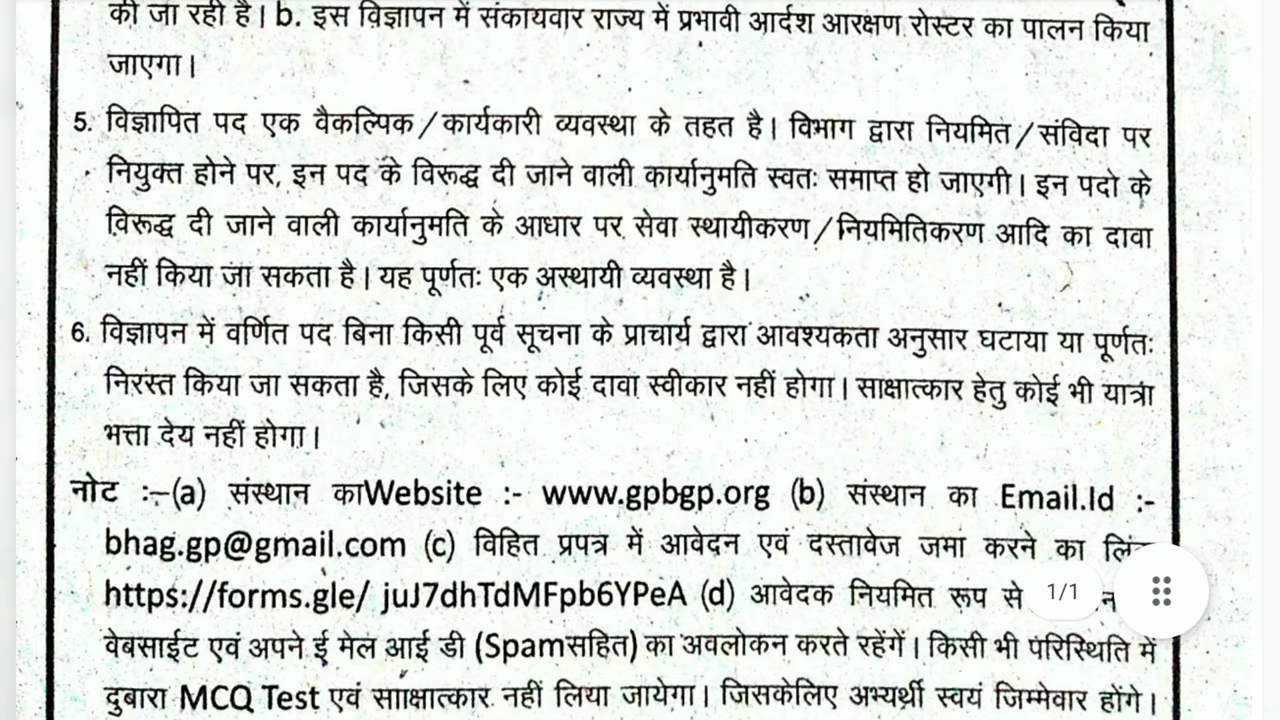 की जा रही है। b. इस विज्ञापन में संकायवार राज्य में प्रभावी आर्दश आरक्षण रोस्टर का पालन किया
जाएगा।
5. विज्ञापित पद एक वैकल्पिक/कार्यकारी व्यवस्था के तहत है। विभाग द्वारा नियमित/संविदा पर
नियुक्त होने पर, इन पद के विरूद्ध दी जाने वाली कार्यानुमति स्वतः समाप्त हो जाएगी। इन पदो के
विरूद्ध दी जाने वाली कार्यानुमति के आधार पर सेवा स्थायीकरण/नियमितिकरण आदि का दावा
नहीं किया जा सकता है। यह पूर्णतः एक अस्थायी व्यवस्था है।
6. विज्ञापन में वर्णित पद बिना किसी पूर्व सूचना के प्राचार्य द्वारा आवश्यकता अनुसार घटाया या पूर्णतः
निरस्त किया जा सकता है, जिसके लिए कोई दावा स्वीकार नहीं होगा। साक्षात्कार हेतु कोई भी यात्रा
भत्ता देय नहीं होगा।
नोट :–(a) संस्थान काWebsite :- www.gpbgp.org (b) संस्थान का Email.Id :-
bhag.gp@gmail.com (c) विहित प्रपत्र में आवेदन एवं दस्तावेज जमा करने का
https://forms.gle/ juJ7dhTdMFpb6YPeA (d) आवेदक नियमित रूप से 1/1
वेबसाईट एवं अपने ई मेल आई डी (Spamसहित) का अवलोकन करते रहेंगें। किसी भी परिस्थिति में
दुबारा MCQ Test एवं सााक्षात्कार नहीं लिया जायेगा। जिसकेलिए अभ्यर्थी स्वयं जिम्मेवार होंगे।